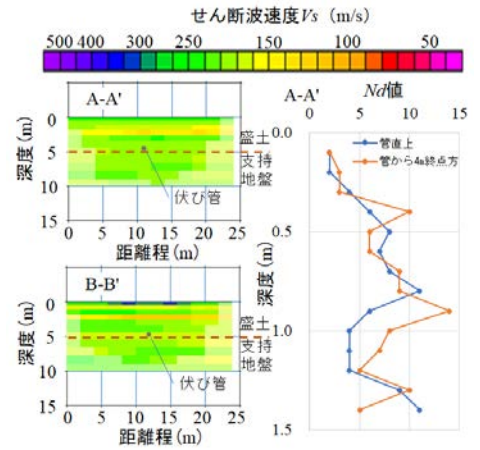 せん断波速度Vs (m/s)
500 400 300 250 200 150 100 50
A-A'
0
5
10
15
深度(m)
盛土
支持
地盤
伏び管
0 5 10 15 20 25
距離程(m)
B-B'
0
5
10
15
深度(m)
盛土
支持
地盤
伏び管
0 5 10 15 20 25
距離程(m)
A-A' Nd値
0 5 10 15
0.0
0.5
1.0
1.5
深度(m)
管直上
管から4m終点方